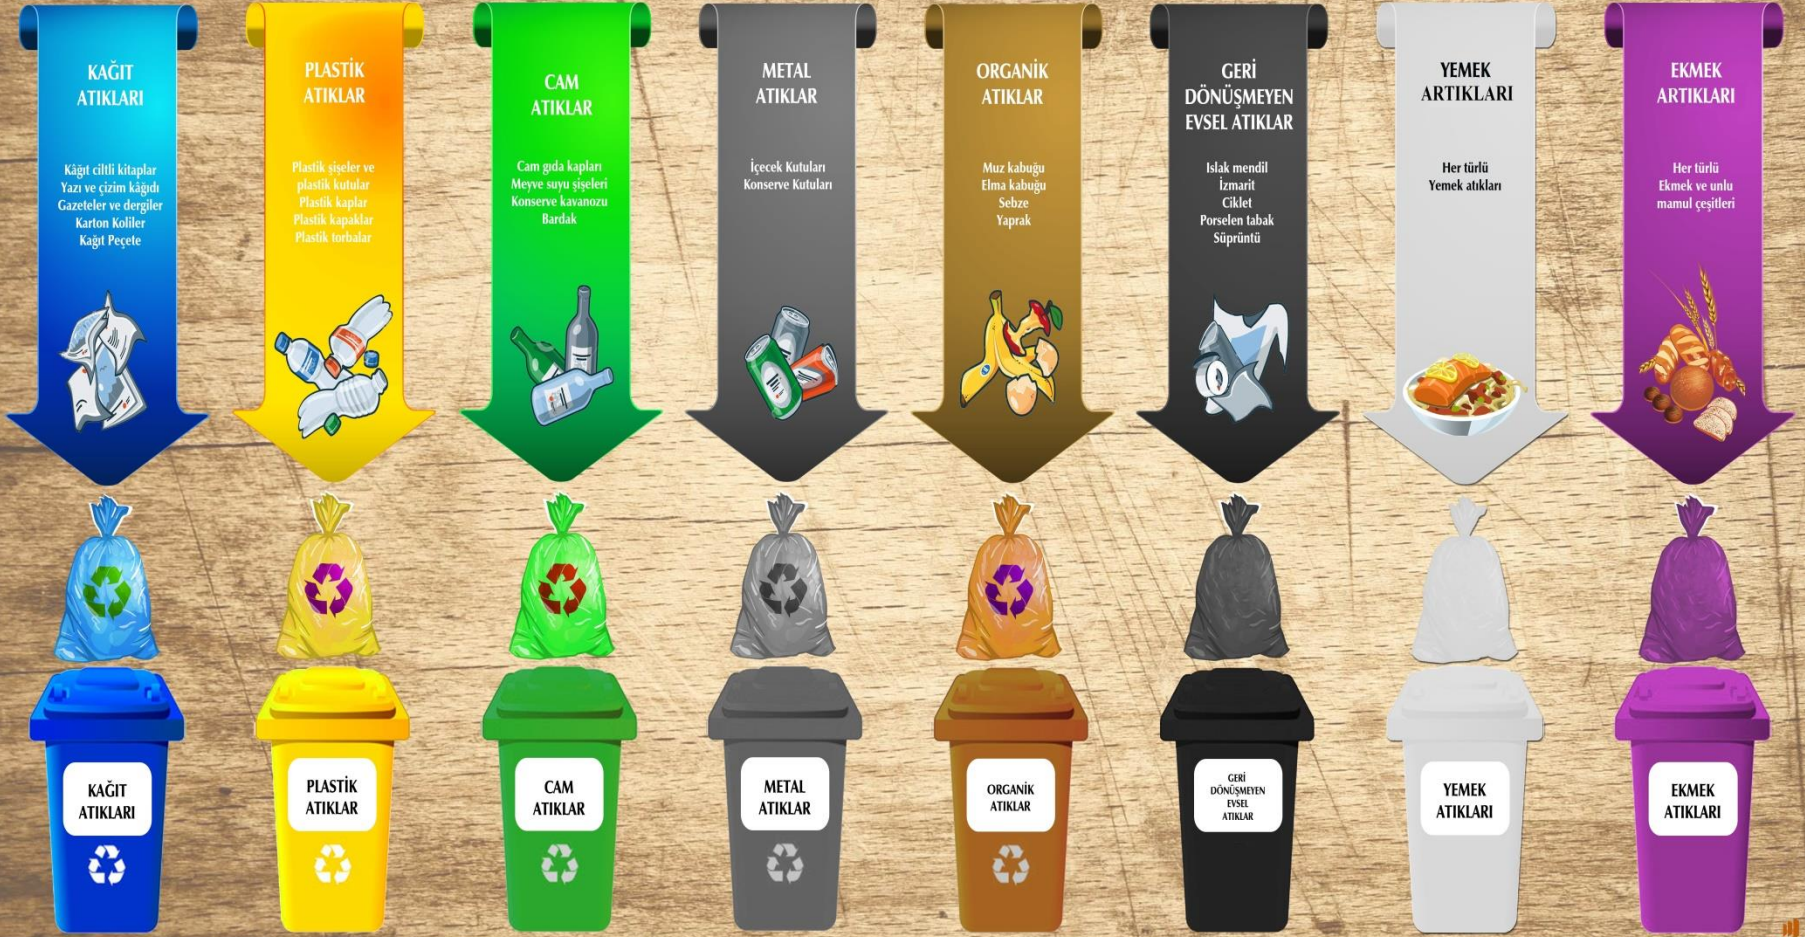 KAĞIT
ATIKLARI
Kâğıt ciltli kitaplar
Yazı ve çizim kâğıdı
Gazeteler ve dergiler
Karton Koliler
Kağıt Peçete
PLASTİK
ATIKLAR
Plastik şişeler ve
plastik kutular
Plastik kaplar
Plastik kapaklar
Plastik torbalar
CAM
ATIKLAR
Cam gıda kapları
Meyve suyu şişeleri
Konserve kavanozu
Bardak
METAL
ATIKLAR
İçecek Kutuları
Konserve Kutuları
ORGANİK
ATIKLAR
Muz kabuğu
Elma kabuğu
Sebze
Yaprak
GERİ
DÖNÜŞMEYEN
EVSEL ATIKLAR
Islak mendil
İzmarit
Ciklet
Porselen tabak
Süprüntü
YEMEK
ARTIKLARI
Her türlü
Yemek atıkları
EKMEK
ARTIKLARI
Her türlü
Ekmek ve unlu
mamul çeşitleri
KAĞIT
ATIKLARI
PLASTİK
ATIKLAR
CAM
ATIKLAR
METAL
ATIKLAR
ORGANİK
ATIKLAR
GERİ
DÖNÜŞMEYEN
EVSEL
ATIKLAR
YEMEK
ATIKLARI
EKMEK
ATIKLARI